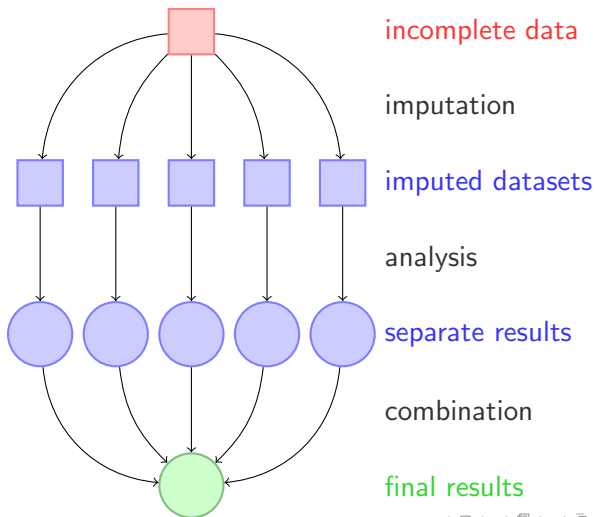 incomplete data
imputation
imputed datasets
analysis
separate results
combination
final results